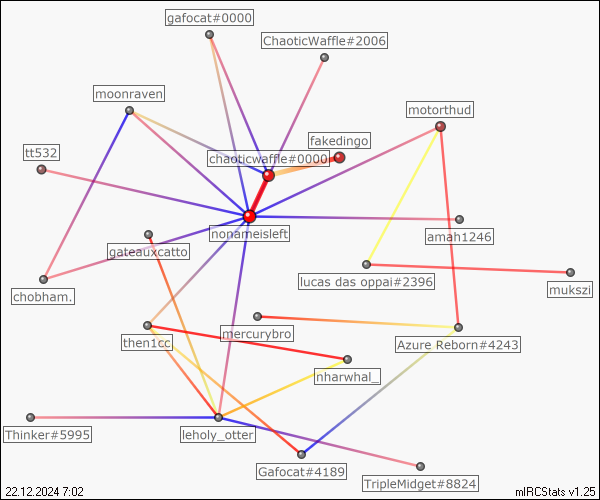 gafocat#0000
ChaoticWaffle#2006
moonraven
motorthud
fakedingo
tt532
chaoticwaffle#0000
nonameisleft
amah1246
gateauxcatto
lucas das oppai#2396
chobham.
mukszi
mercurybro
then1cc
Azure Reborn#4243
nharwhal_
Thinker#5995
leholy_otter
Gafocat#4189
TripleMidget#8824
22.12.2024 7:02
mIRCStats v1.25